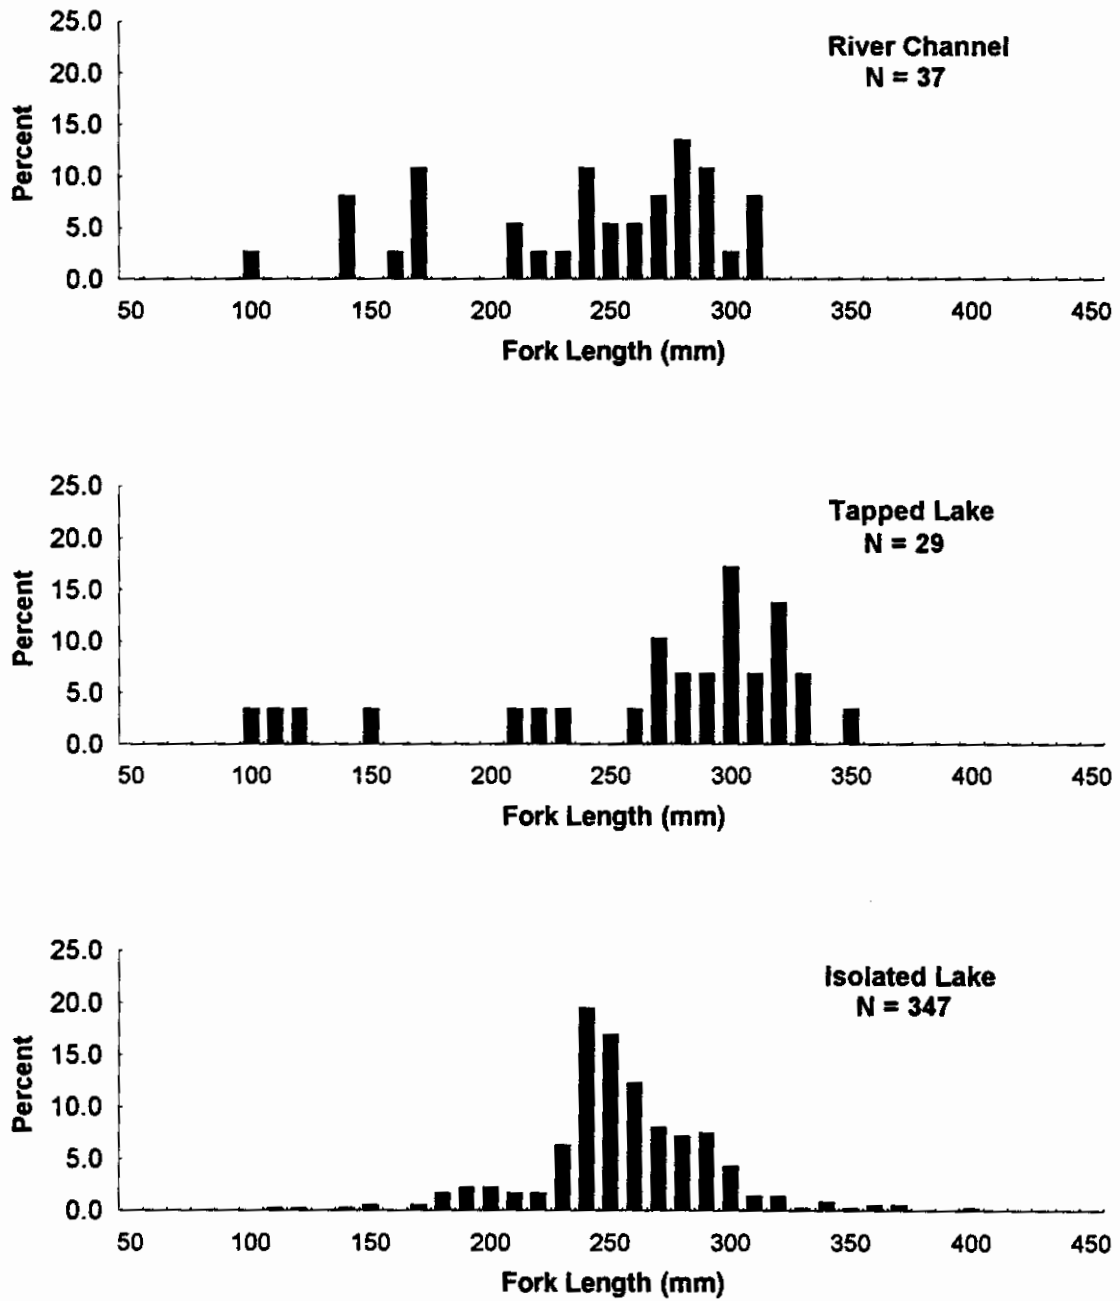 25.0
River Channel
N = 37
20.0
15.0
10.0
5.0
0.0
Percent
50 100 150 200 250 300 350 400 450
Fork Length (mm)
25.0
Tapped Lake
N = 29
20.0
15.0
10.0
5.0
0.0
Percent
50 100 150 200 250 300 350 400 450
Fork Length (mm)
25.0
Isolated Lake
N = 347
20.0
15.0
10.0
5.0
0.0
Percent
50 100 150 200 250 300 350 400 450
Fork Length (mm)